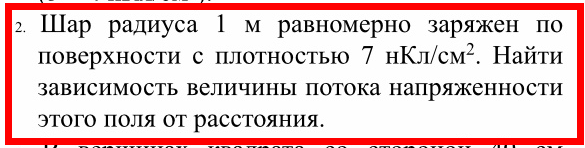 2. Шар радиуса 1 м равномерно заряжен по
поверхности с плотностью 7 нКл/см². Найти
зависимость величины потока напряженности
этого поля от расстояния.